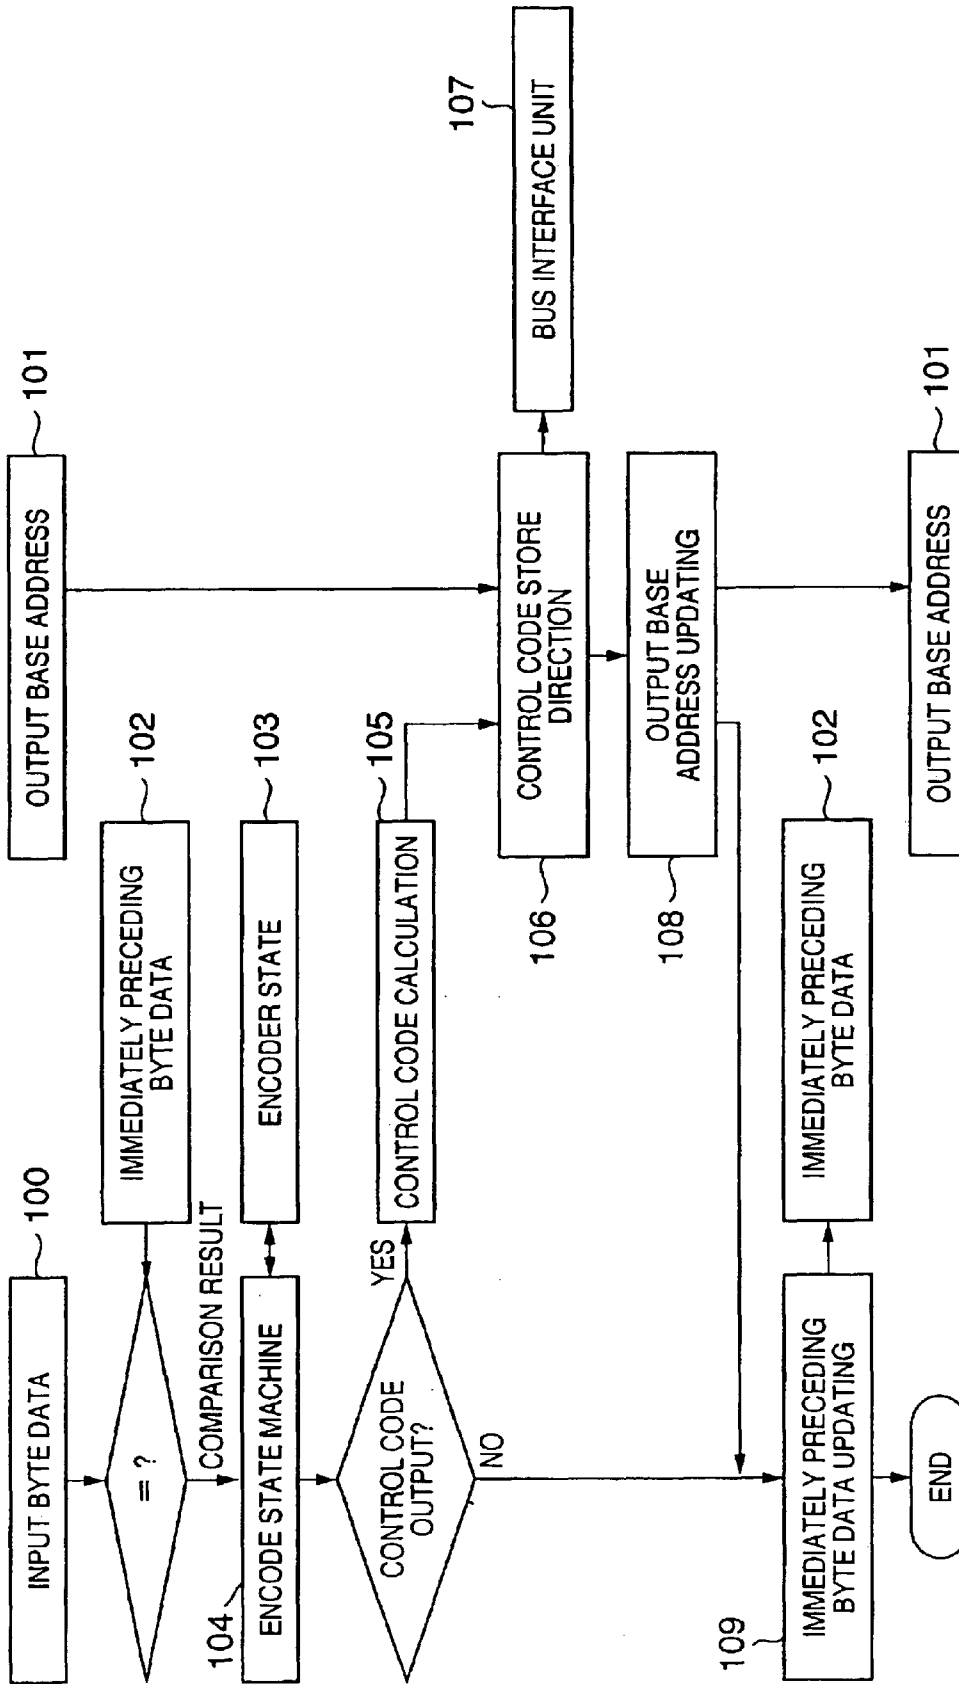 INPUT BYTE DATA
100
OUTPUT BASE ADDRESS
101
= ?
IMMEDIATELY PRECEDING
BYTE DATA
102
COMPARISON RESULT
104
ENCODE STATE MACHINE
ENCODER STATE
103
CONTROL CODE
OUTPUT?
YES
NO
CONTROL CODE CALCULATION
105
CONTROL CODE STORE
DIRECTION
106
BUS INTERFACE UNIT
107
OUTPUT BASE
ADDRESS UPDATING
108
109
IMMEDIATELY PRECEDING
BYTE DATA UPDATING
IMMEDIATELY PRECEDING
BYTE DATA
102
END
OUTPUT BASE ADDRESS
101